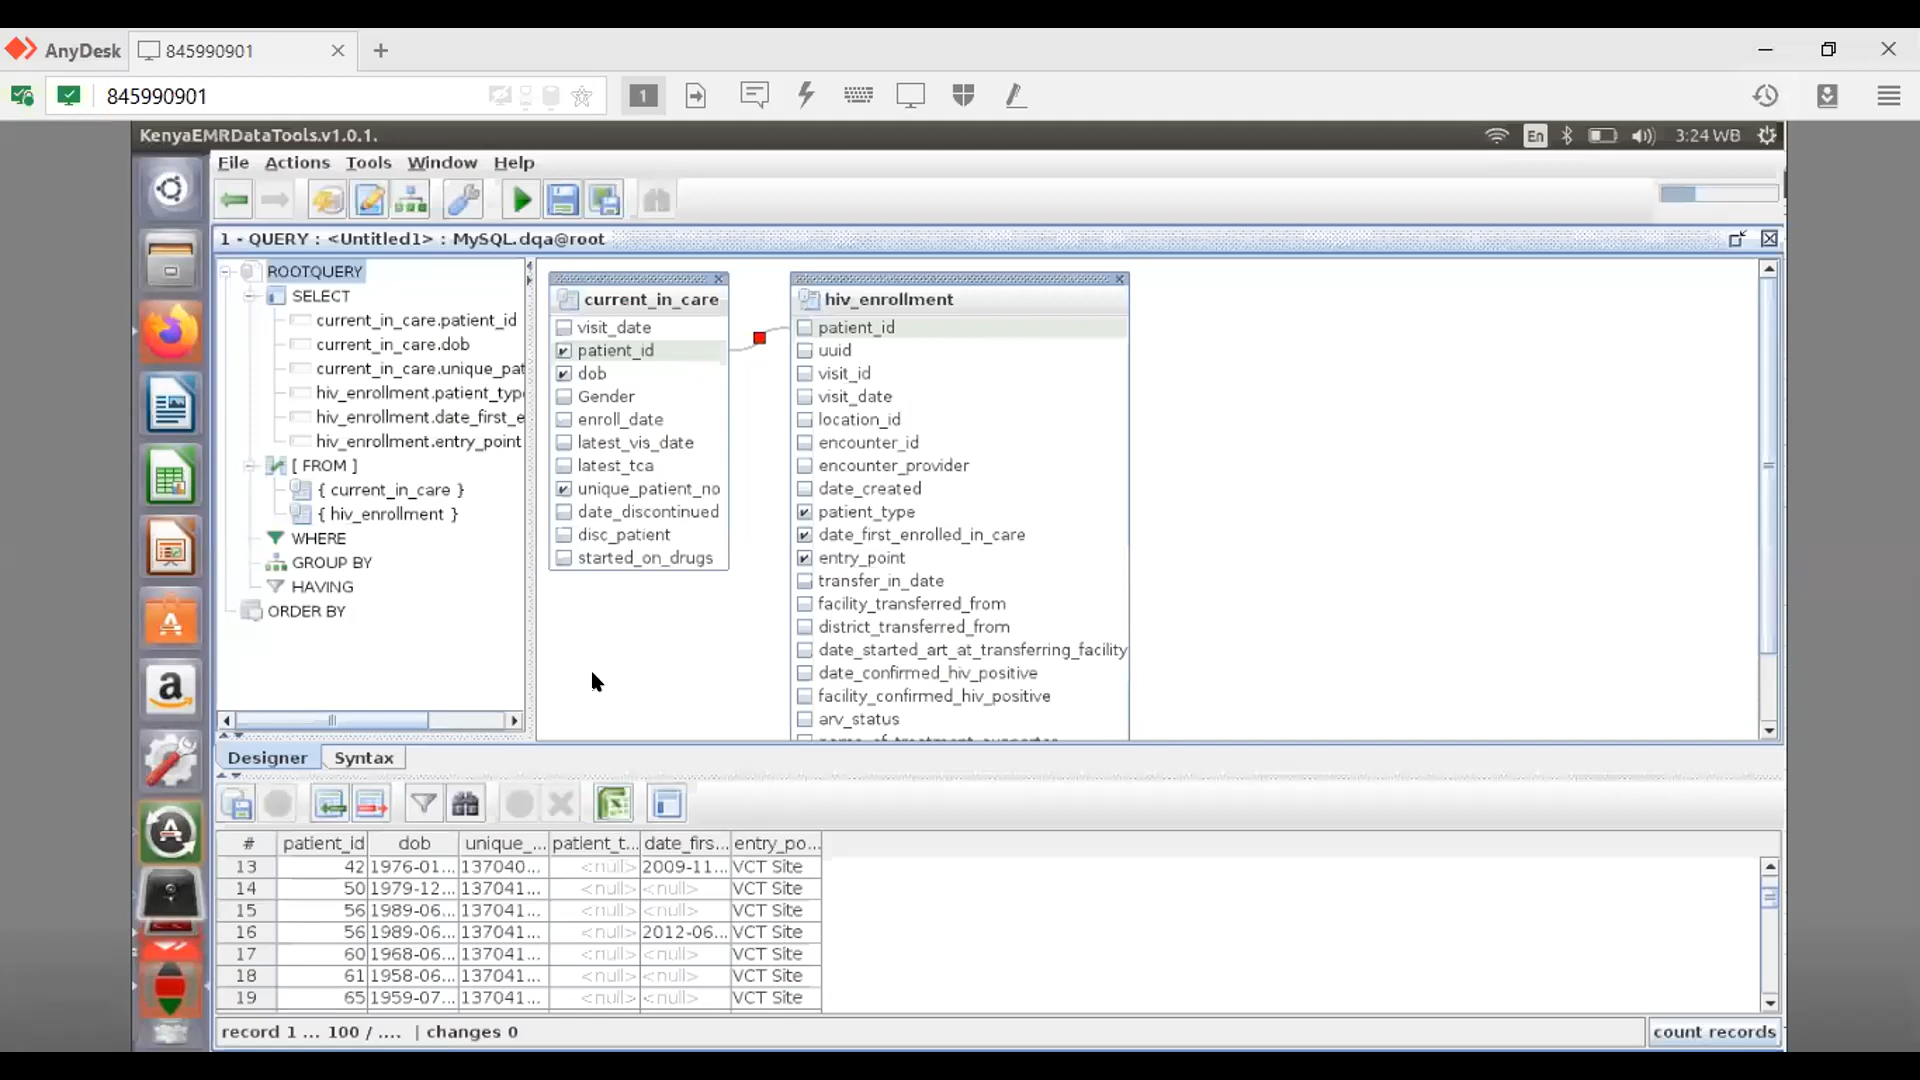 AnyDesk 845990901
845990901 1
KenyaEMRDataTools.v1.0.1. En 3:24 WB
File Actions Tools Window Help
1 - QUERY : <Untitled1> : MySQL.dqa@root
ROOTQUERY
SELECT
current_in_care.patient_id
current_in_care.dob
current_in_care.unique_pat
hiv_enrollment.patient_type
hiv_enrollment.date_first_e
hiv_enrollment.entry_point
[ FROM ]
{ current_in_care }
{ hiv_enrollment }
WHERE
GROUP BY
HAVING
ORDER BY
current_in_care
visit_date
patient_id
dob
Gender
enroll_date
latest_vis_date
latest_tca
unique_patient_no
date_discontinued
disc_patient
started_on_drugs
hiv_enrollment
patient_id
uuid
visit_id
visit_date
location_id
encounter_id
encounter_provider
date_created
patient_type
date_first_enrolled_in_care
entry_point
transfer_in_date
facility_transferred_from
district_transferred_from
date_started_art_at_transferring_facility
date_confirmed_hiv_positive
facility_confirmed_hiv_positive
arv_status
Designer Syntax
# patient_id dob unique_... patient_t... date_firs... entry_po...
13 42 1976-01... 137040... <null> 2009-11... VCT Site
14 50 1979-12... 137041... <null> <null> VCT Site
15 56 1989-06... 137041... <null> <null> VCT Site
16 56 1989-06... 137041... <null> 2012-06... VCT Site
17 60 1968-06... 137041... <null> <null> VCT Site
18 61 1958-06... 137041... <null> <null> VCT Site
19 65 1959-07... 137041... <null> <null> VCT Site
record 1 ... 100 / .... | changes 0 count records